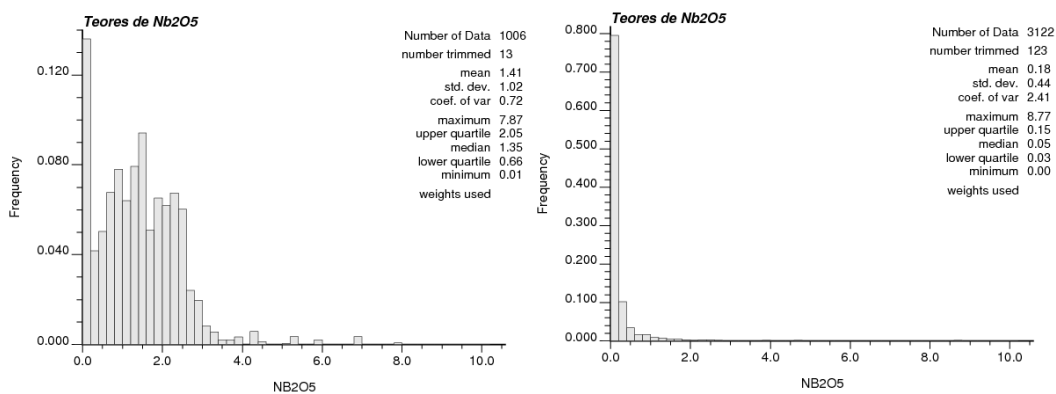 Teores de Nb2O5
Number of Data 1006
number trimmed 13
mean 1.41
std. dev. 1.02
coef. of var 0.72
maximum 7.87
upper quartile 2.05
median 1.35
lower quartile 0.66
minimum 0.01
weights used
Frequency
0.120
0.080
0.040
0.000
0.0 2.0 4.0 6.0 8.0 10.0
NB2O5
Teores de Nb2O5
Number of Data 3122
number trimmed 123
mean 0.18
std. dev. 0.44
coef. of var 2.41
maximum 8.77
upper quartile 0.15
median 0.05
lower quartile 0.03
minimum 0.00
weights used
Frequency
0.800
0.700
0.600
0.500
0.400
0.300
0.200
0.100
0.000
0.0 2.0 4.0 6.0 8.0 10.0
NB2O5